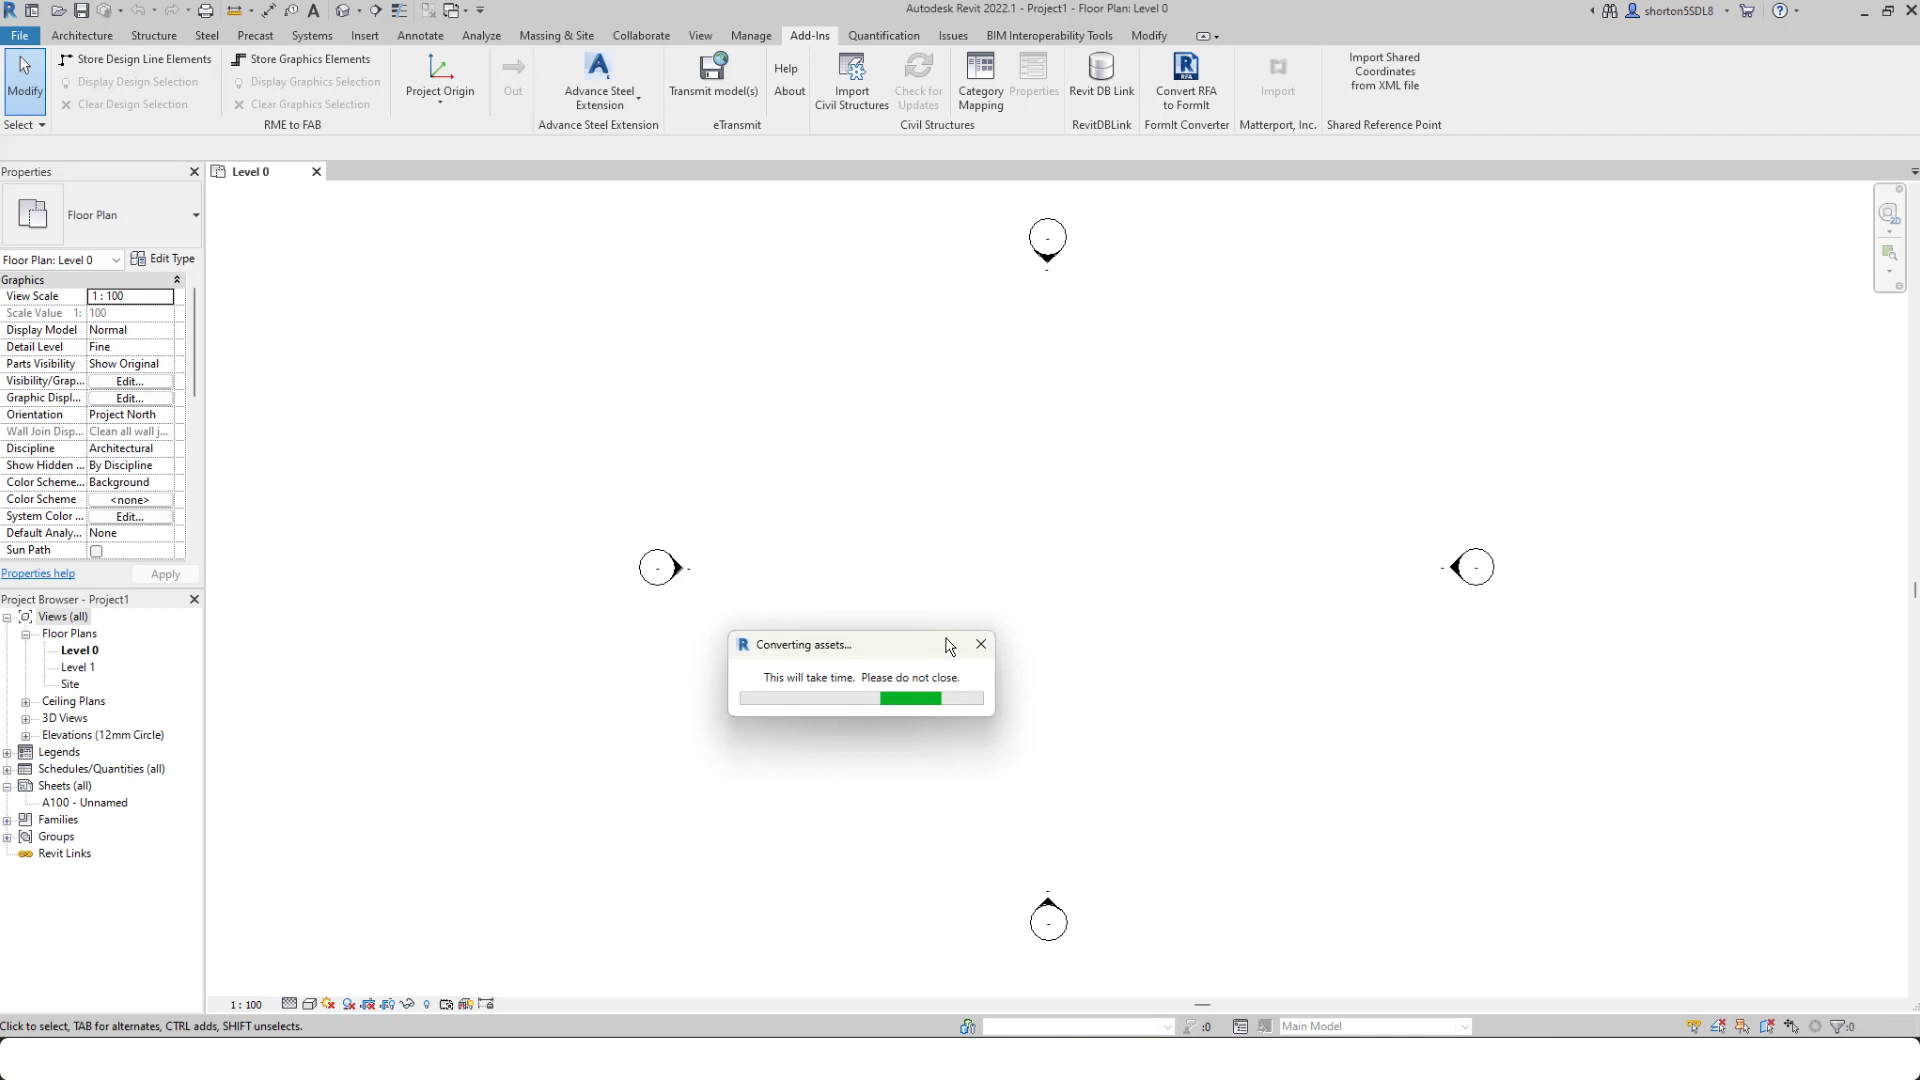 Autodesk Revit 2022.1 - Project1 - Floor Plan: Level 0
shorton5SDL8
File Architecture Structure Steel Precast Systems Insert Annotate Analyze Massing & Site Collaborate View Manage Add-Ins Quantification Issues BIM Interoperability Tools Modify
Modify
Select
Store Design Line Elements
Display Design Selection
Clear Design Selection
Store Graphics Elements
Display Graphics Selection
Clear Graphics Selection
RME to FAB
Project Origin
Out
Advance Steel
Extension
Advance Steel Extension
Transmit model(s)
Help
About
eTransmit
Import
Civil Structures
Check for
Updates
Category
Mapping
Properties
Civil Structures
Revit DB Link
RevitDBLink
Convert RFA
to FormIt
FormIt Converter
Import
Matterport, Inc.
Import Shared
Coordinates
from XML file
Shared Reference Point
Properties
Floor Plan
Floor Plan: Level 0
Edit Type
Graphics
View Scale 1 : 100
Scale Value 1: 100
Display Model Normal
Detail Level Fine
Parts Visibility Show Original
Visibility/Grap... Edit...
Graphic Displ... Edit...
Orientation Project North
Wall Join Disp... Clean all wall j...
Discipline Architectural
Show Hidden ... By Discipline
Color Scheme... Background
Color Scheme <none>
System Color ... Edit...
Default Analy... None
Sun Path
Properties help
Apply
Project Browser - Project1
Views (all)
Floor Plans
Level 0
Level 1
Site
Ceiling Plans
3D Views
Elevations (12mm Circle)
Legends
Schedules/Quantities (all)
Sheets (all)
A100 - Unnamed
Families
Groups
Revit Links
Level 0
2D
Converting assets...
This will take time. Please do not close.
1 : 100
Click to select, TAB for alternates, CTRL adds, SHIFT unselects.
:0
Main Model
:0